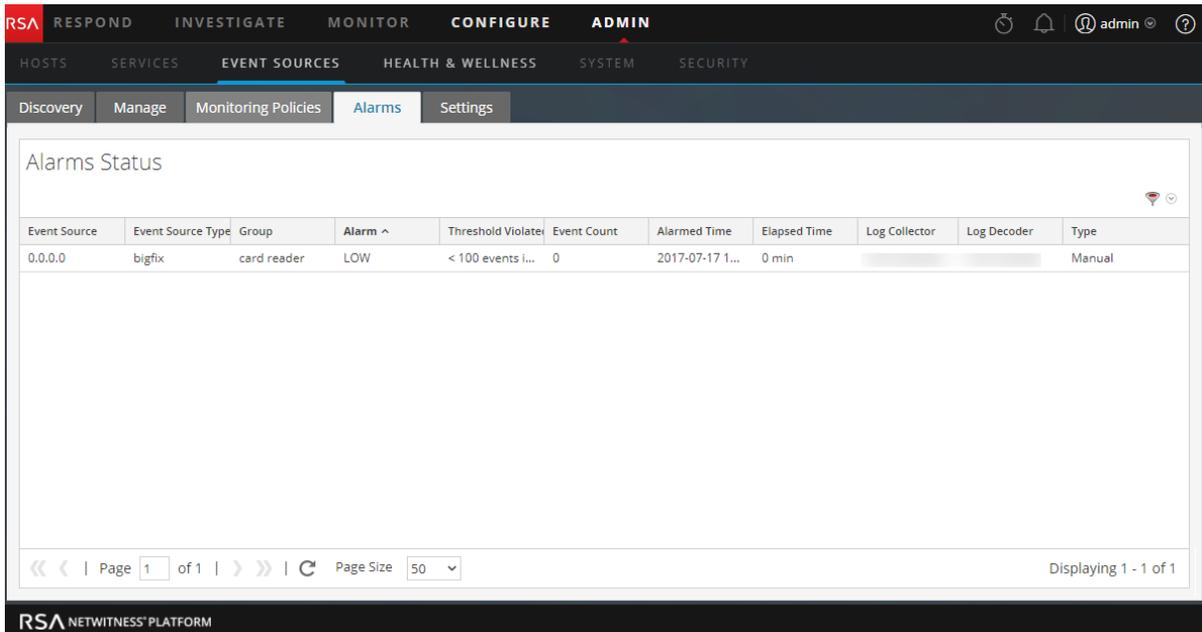 RSA RESPOND INVESTIGATE MONITOR CONFIGURE ADMIN admin ?
HOSTS SERVICES EVENT SOURCES HEALTH & WELLNESS SYSTEM SECURITY
Discovery Manage Monitoring Policies Alarms Settings
Alarms Status
Event Source Event Source Type Group Alarm Threshold Violated Event Count Alarmed Time Elapsed Time Log Collector Log Decoder Type
0.0.0.0 bigfix card reader LOW < 100 events i... 0 2017-07-17 1... 0 min Manual
| Page 1 of 1 | | Page Size 50 Displaying 1 - 1 of 1
RSA NETWITNESS® PLATFORM